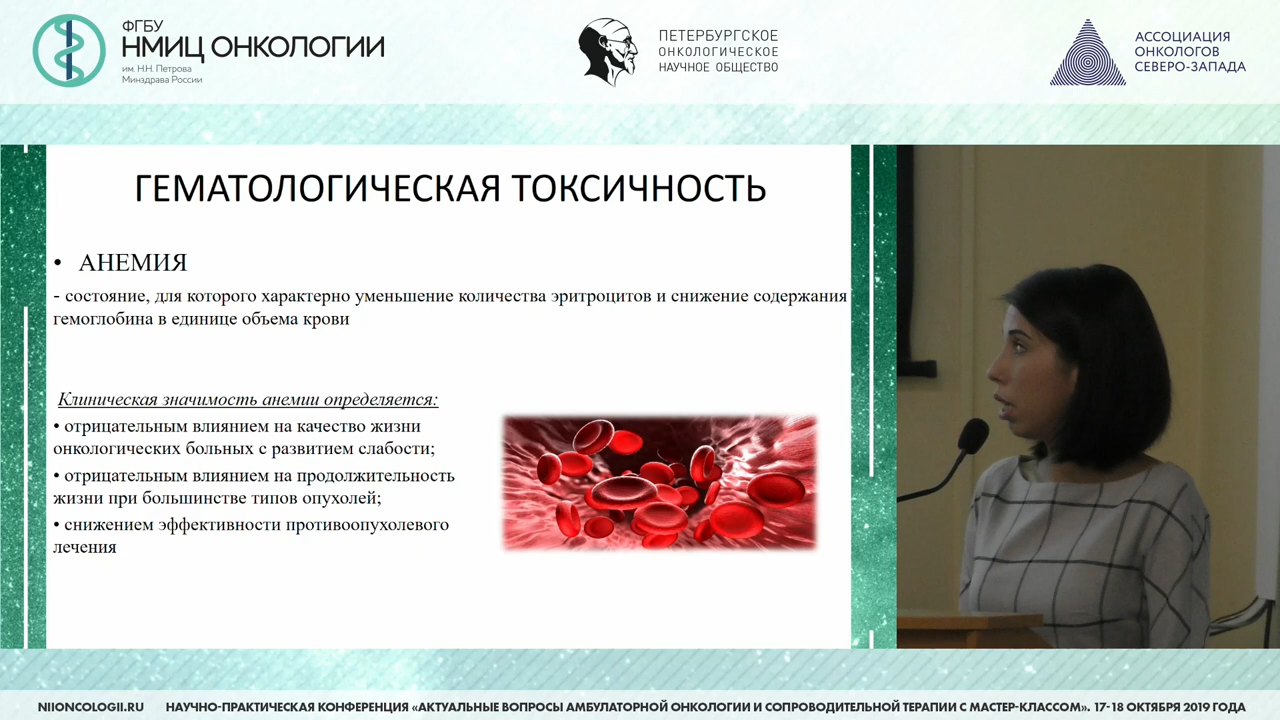 ФГБУ
НМИЦ ОНКОЛОГИИ
им. Н.Н. Петрова
Минздрава России
ПЕТЕРБУРГСКОЕ
ОНКОЛОГИЧЕСКОЕ
НАУЧНОЕ ОБЩЕСТВО
АССОЦИАЦИЯ
ОНКОЛОГОВ
СЕВЕРО-ЗАПАДА
ГЕМАТОЛОГИЧЕСКАЯ ТОКСИЧНОСТЬ
• АНЕМИЯ
- состояние, для которого характерно уменьшение количества эритроцитов и снижение содержания
гемоглобина в единице объема крови
Клиническая значимость анемии определяется:
• отрицательным влиянием на качество жизни
онкологических больных с развитием слабости;
• отрицательным влиянием на продолжительность
жизни при большинстве типов опухолей;
• снижением эффективности противоопухолевого
лечения
NIIONCOLOGII.RU НАУЧНО-ПРАКТИЧЕСКАЯ КОНФЕРЕНЦИЯ «АКТУАЛЬНЫЕ ВОПРОСЫ АМБУЛАТОРНОЙ ОНКОЛОГИИ И СОПРОВОДИТЕЛЬНОЙ ТЕРАПИИ С МАСТЕР-КЛАССОМ». 17-18 ОКТЯБРЯ 2019 ГОДА